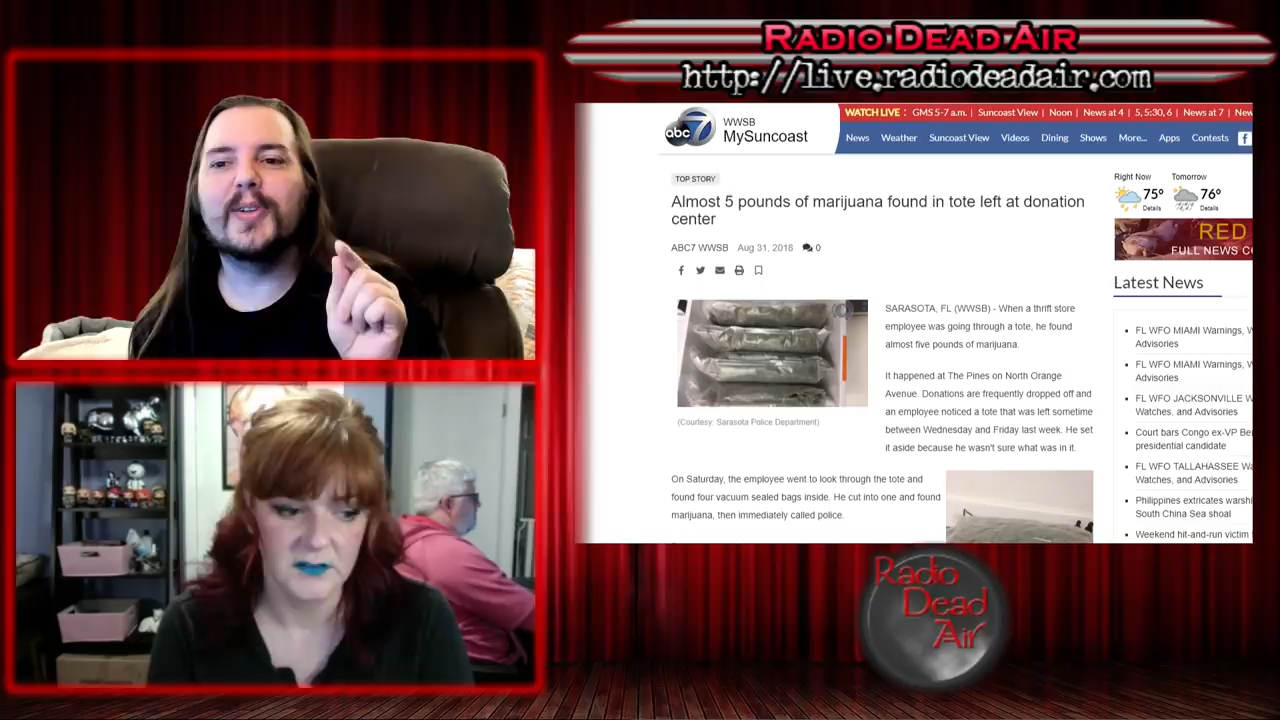 RADIO DEAD AIR
http://live.radiodeadair.com
abc 7
WWSB
MySuncoast
WATCH LIVE : GMS 5-7 a.m. | Suncoast View | Noon | News at 4 | 5, 5:30, 6 | News at 7 | New
News Weather Suncoast View Videos Dining Shows More... Apps Contests f
TOP STORY
Almost 5 pounds of marijuana found in tote left at donation
center
ABC7 WWSB Aug 31, 2018 0
Right Now Tomorrow
75° 76°
Details Details
RED
FULL NEWS CO
SARASOTA, FL (WWSB) - When a thrift store
employee was going through a tote, he found
almost five pounds of marijuana.
It happened at The Pines on North Orange
Avenue. Donations are frequently dropped off and
an employee noticed a tote that was left sometime
between Wednesday and Friday last week. He set
it aside because he wasn't sure what was in it.
(Courtesy: Sarasota Police Department)
On Saturday, the employee went to look through the tote and
found four vacuum sealed bags inside. He cut into one and found
marijuana, then immediately called police.
Latest News
FL WFO MIAMI Warnings, W
Advisories
FL WFO MIAMI Warnings, W
Advisories
FL WFO JACKSONVILLE W
Watches, and Advisories
Court bars Congo ex-VP Be
presidential candidate
FL WFO TALLAHASSEE Wa
Watches, and Advisories
Philippines extricates warsh
South China Sea shoal
Weekend hit-and-run victim
Radio
Dead
Air